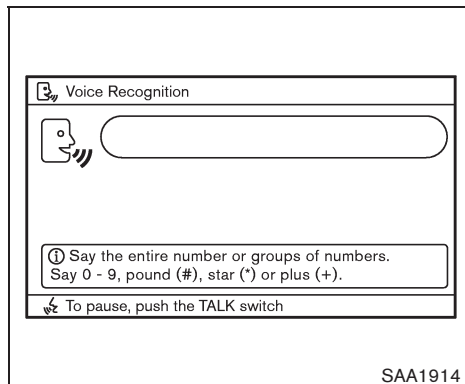 Voice Recognition
ⓘ Say the entire number or groups of numbers.
Say 0 - 9, pound (#), star (*) or plus (+).
To pause, push the TALK switch
SAA1914